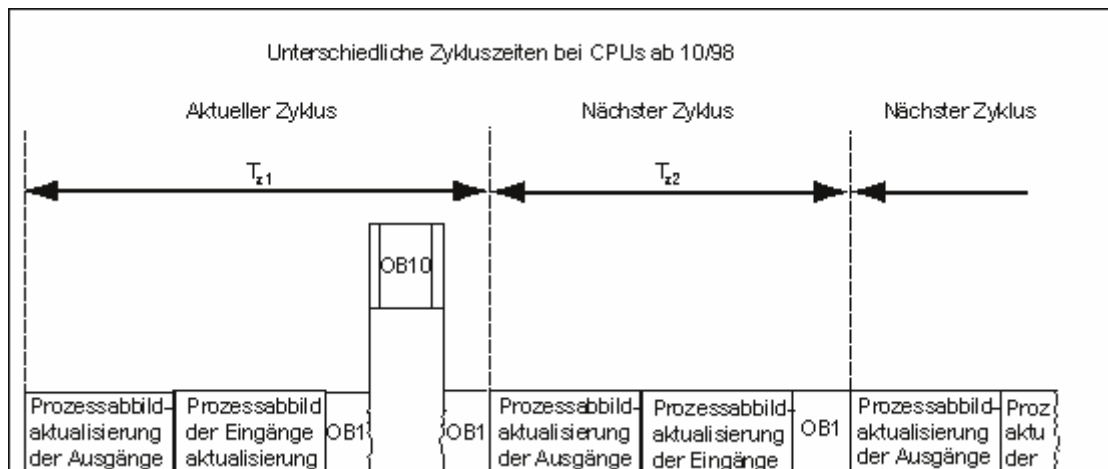 Unterschiedliche Zykluszeiten bei CPUs ab 10/98
Aktueller Zyklus
Nächster Zyklus
Nächster Zyklus
Tz1
Tz2
OB10
Prozessabbild-
aktualisierung
der Ausgänge
Prozessabbild
der Eingänge
aktualisierung
OB1
OB1
Prozessabbild-
aktualisierung
der Ausgänge
Prozessabbild-
aktualisierung
der Eingänge
OB1
Prozessabbild-
aktualisierung
der Ausgänge
Proz
aktu
der